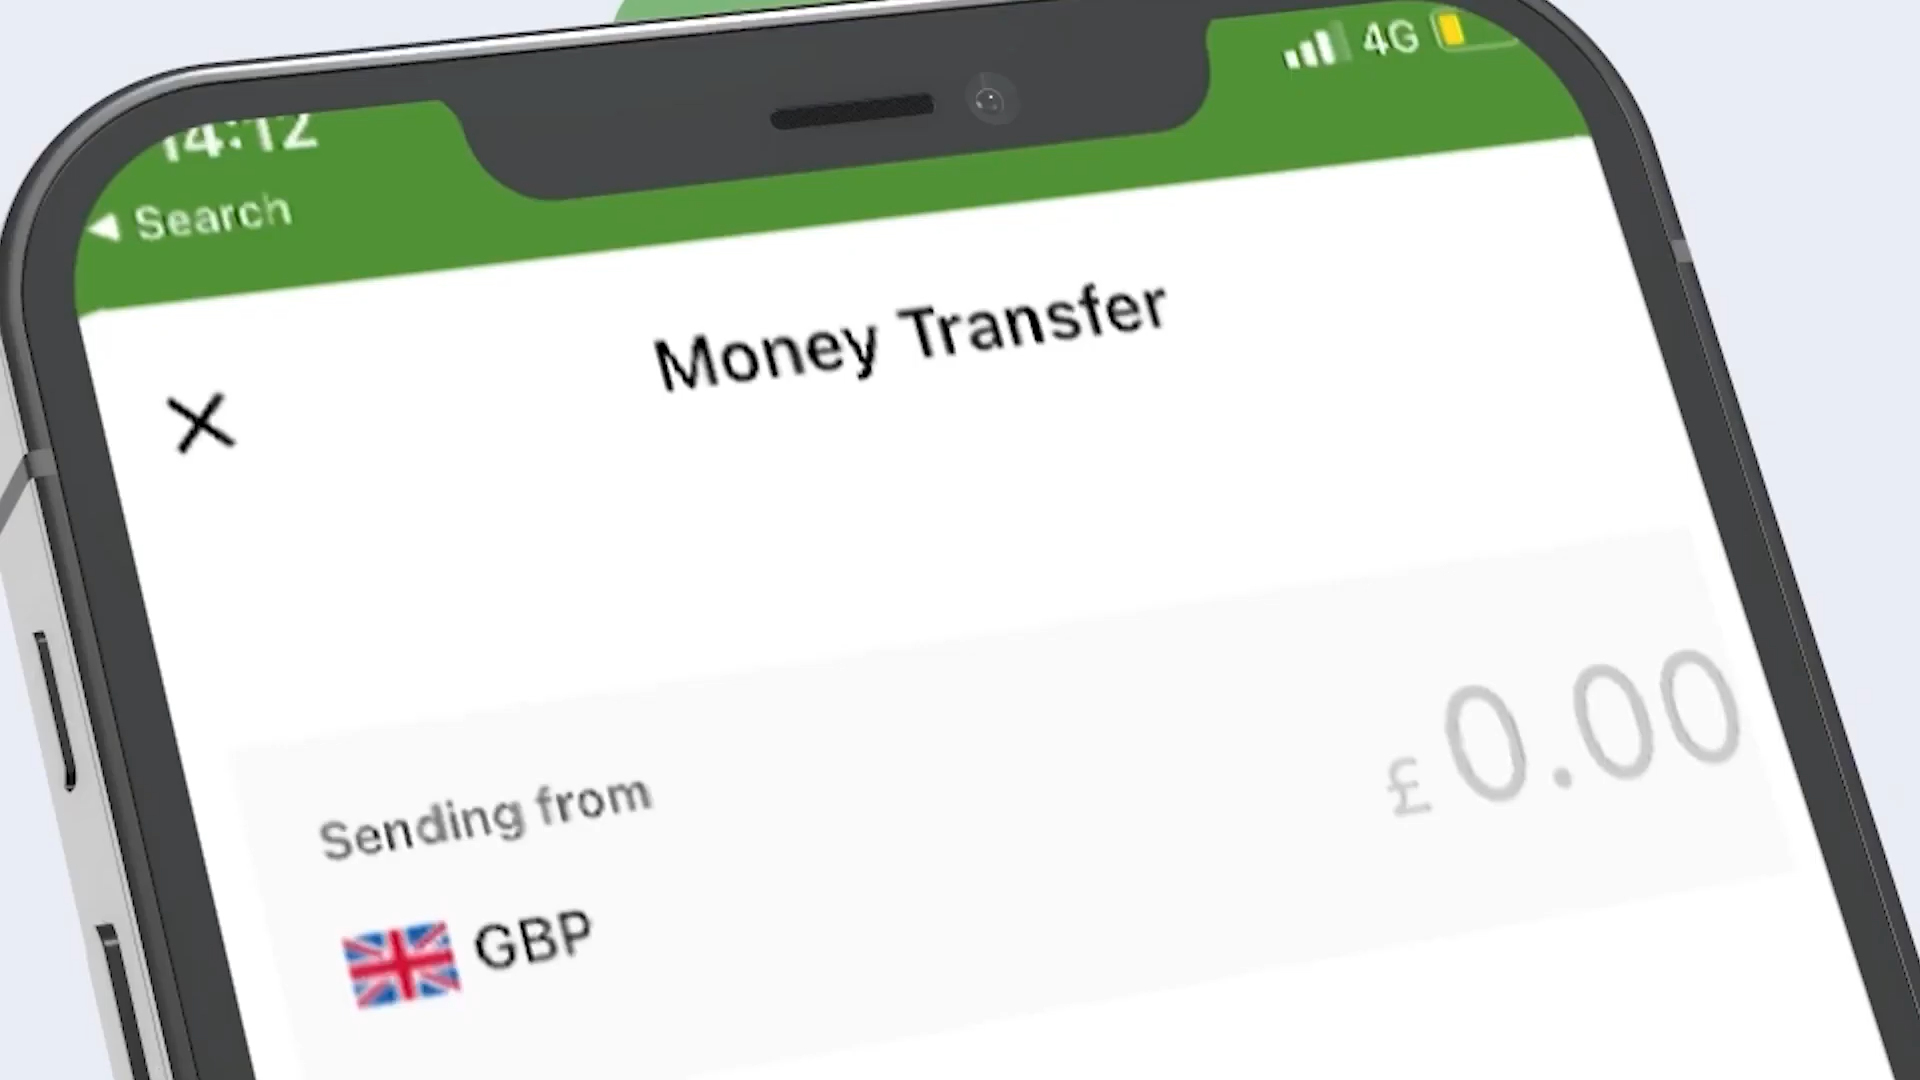 14:12
4G
Search
Money Transfer
Sending from
£0.00
GBP